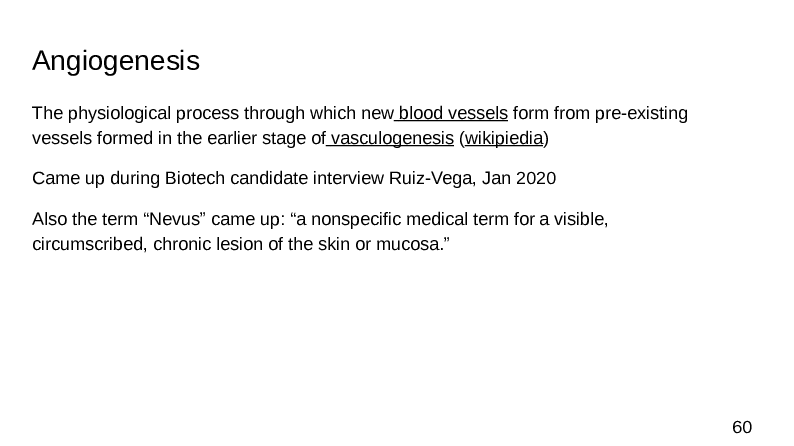 Angiogenesis
The physiological process through which new blood vessels form from pre-existing
vessels formed in the earlier stage of vasculogenesis (wikipiedia)
Came up during Biotech candidate interview Ruiz-Vega, Jan 2020
Also the term “Nevus” came up: “a nonspecific medical term for a visible,
circumscribed, chronic lesion of the skin or mucosa.”
60